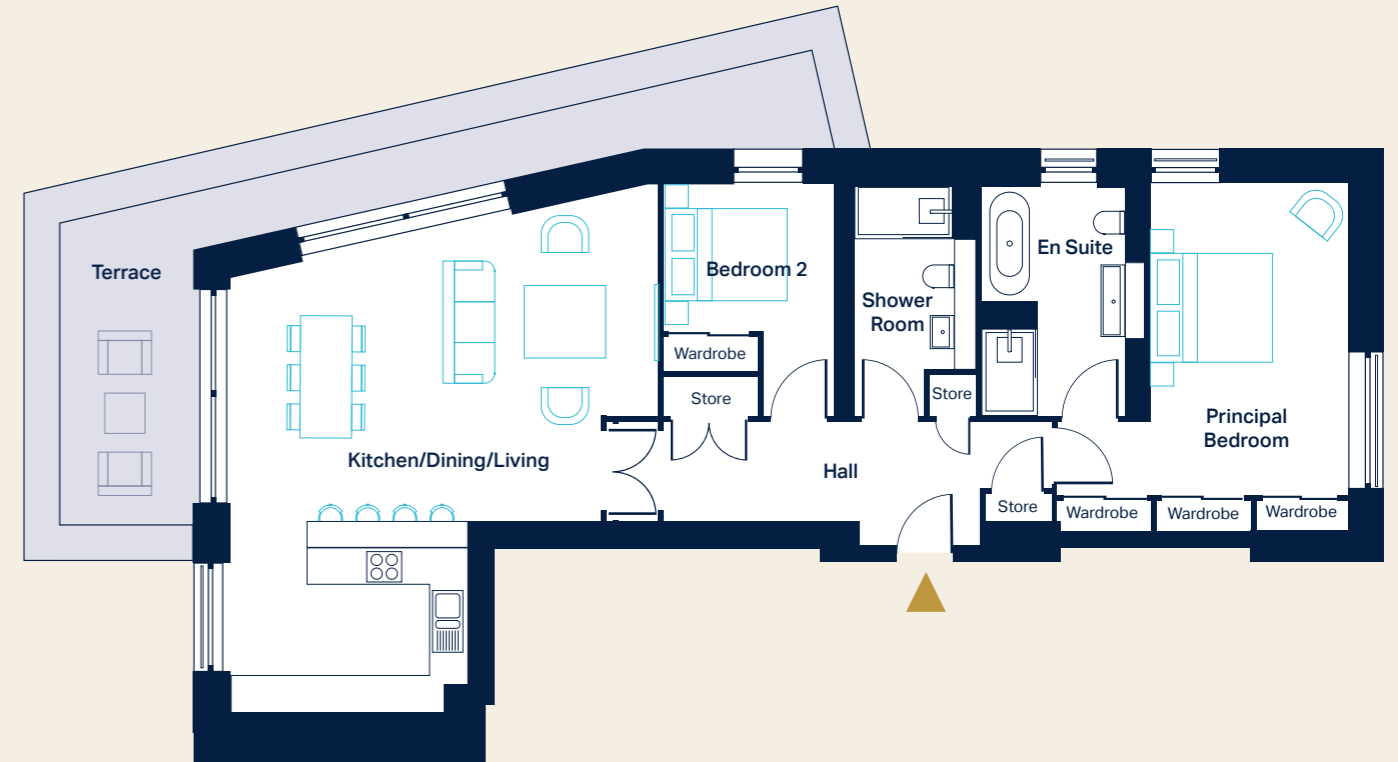 Terrace
Bedroom 2
En Suite
Shower
Room
Wardrobe
Store
Store
Principal
Bedroom
Kitchen/Dining/Living
Hall
Store
Wardrobe
Wardrobe
Wardrobe